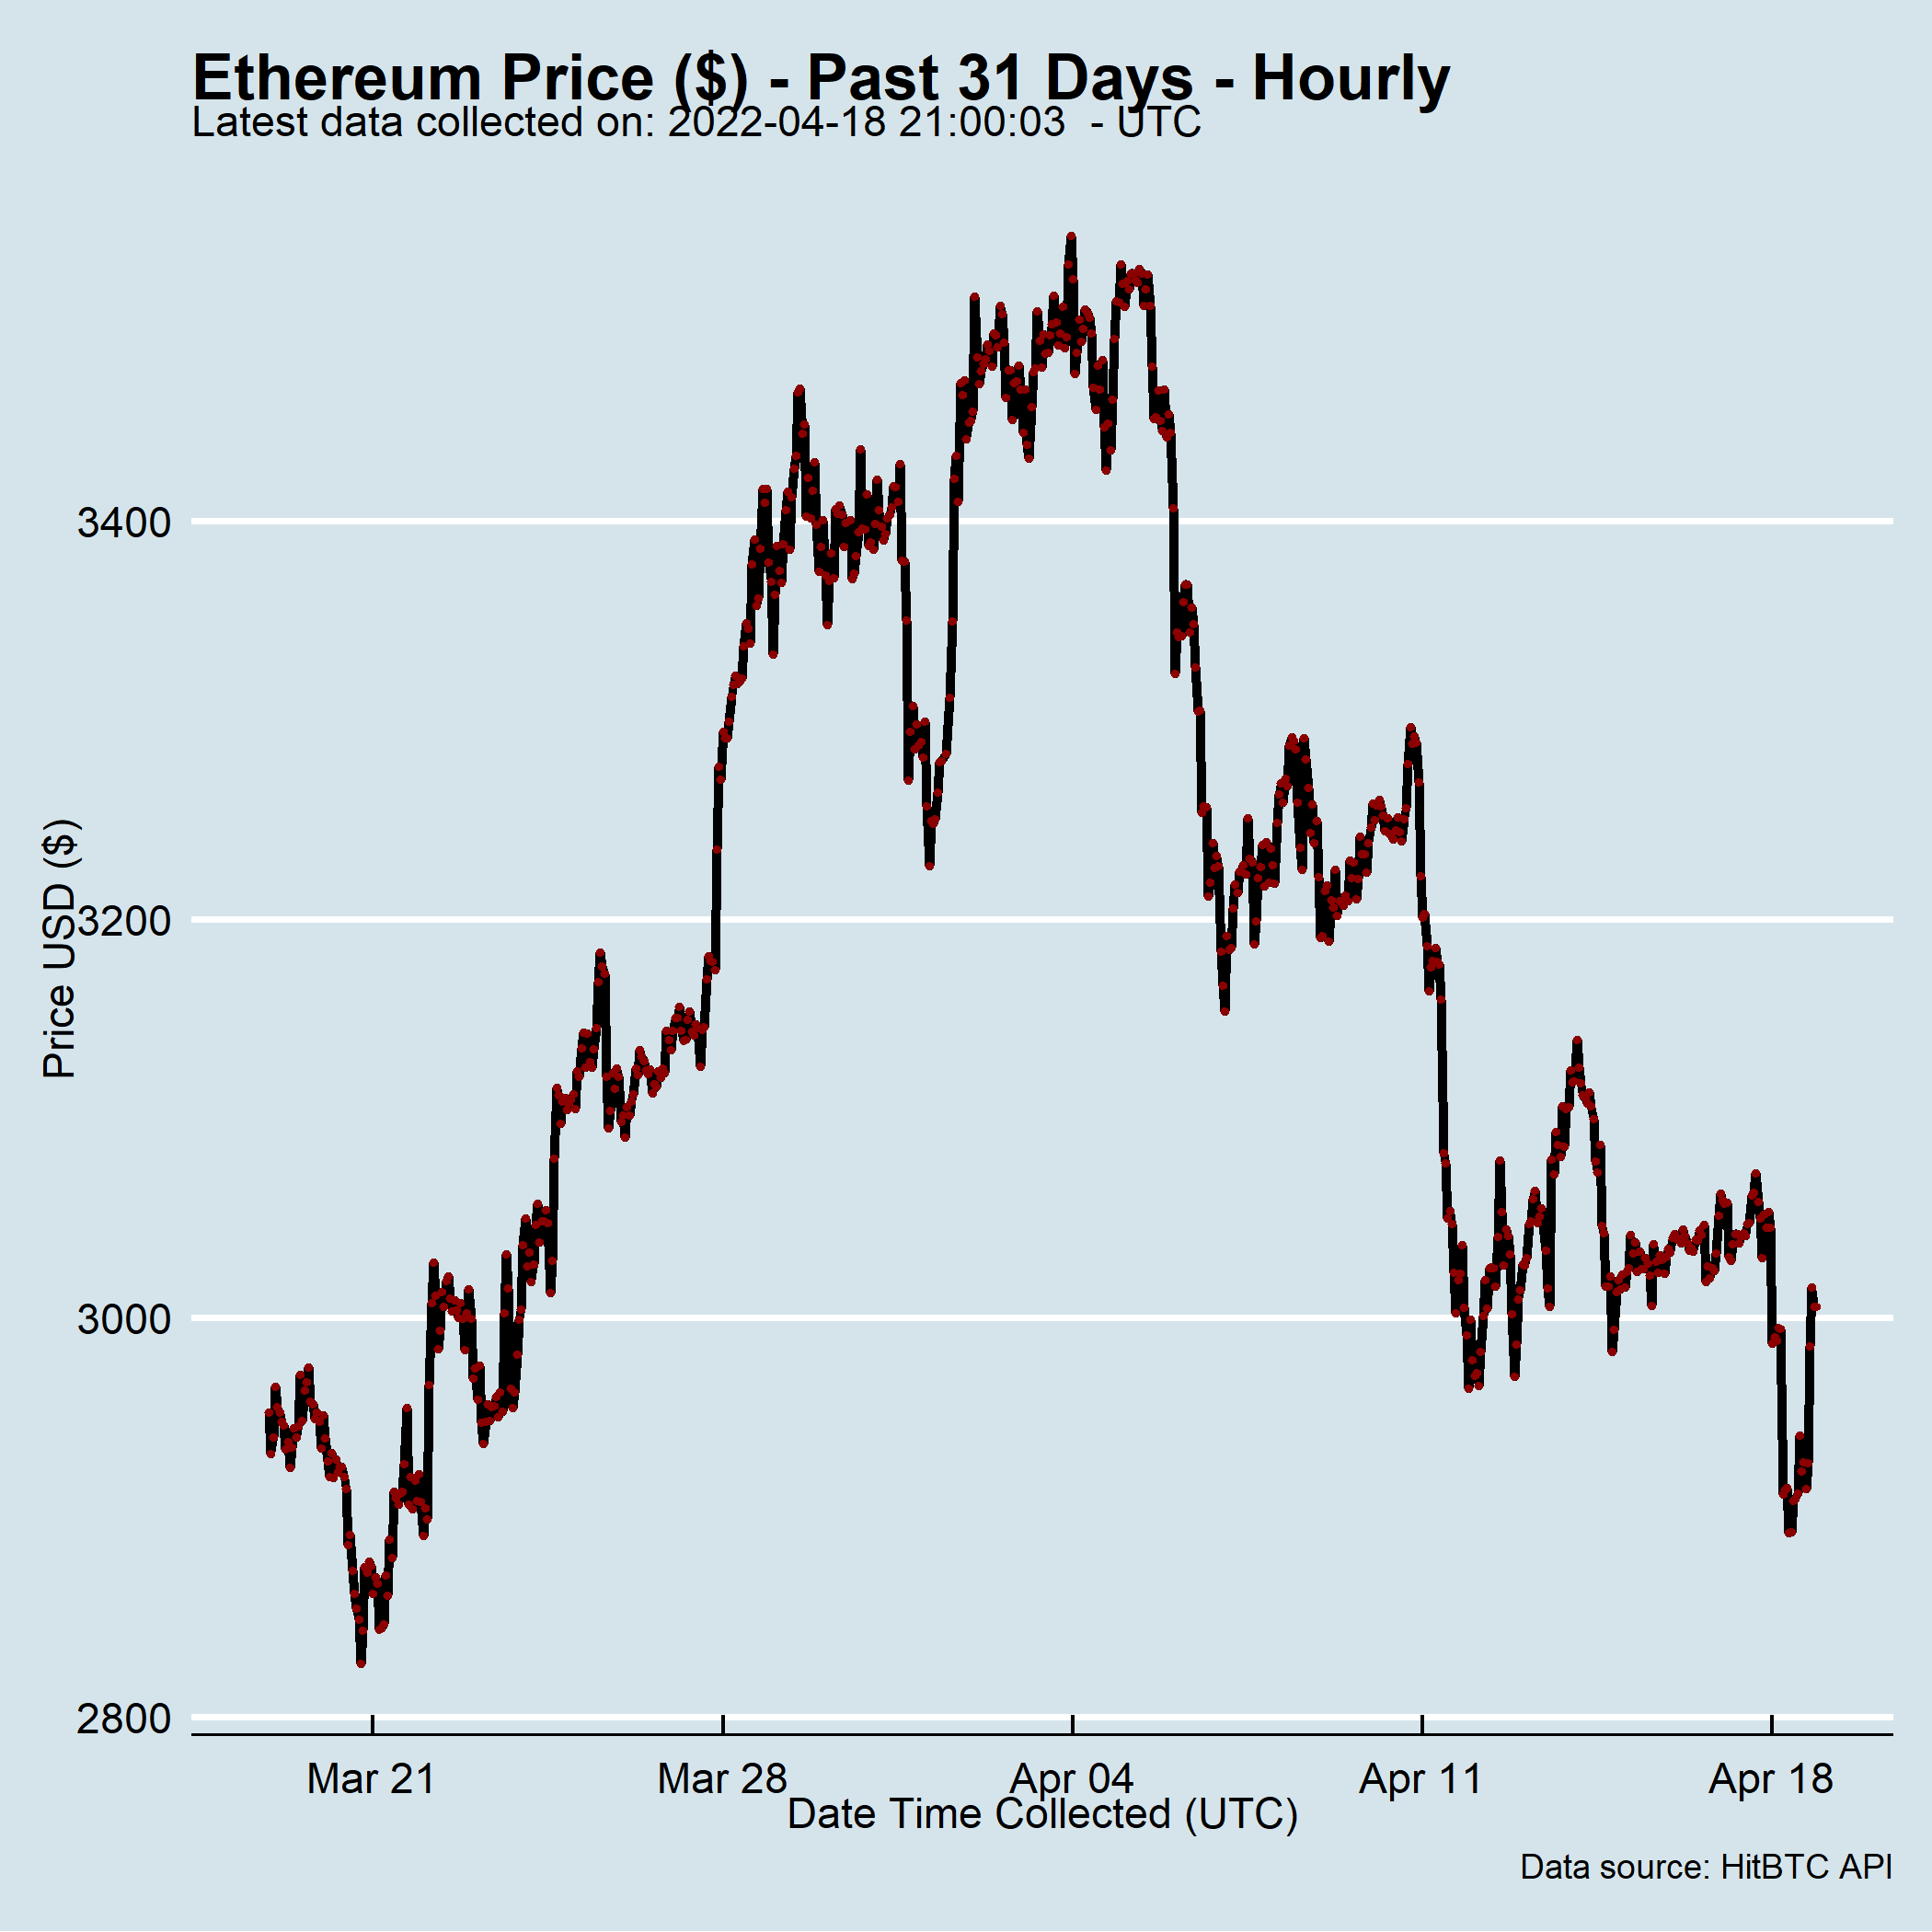 Ethereum Price ($) - Past 31 Days - Hourly
Latest data collected on: 2022-04-18 21:00:03  - UTC
Price USD ($)
3400
3200
3000
2800
Mar 21
Mar 28
Apr 04
Apr 11
Apr 18
Date Time Collected (UTC)
Data source: HitBTC API